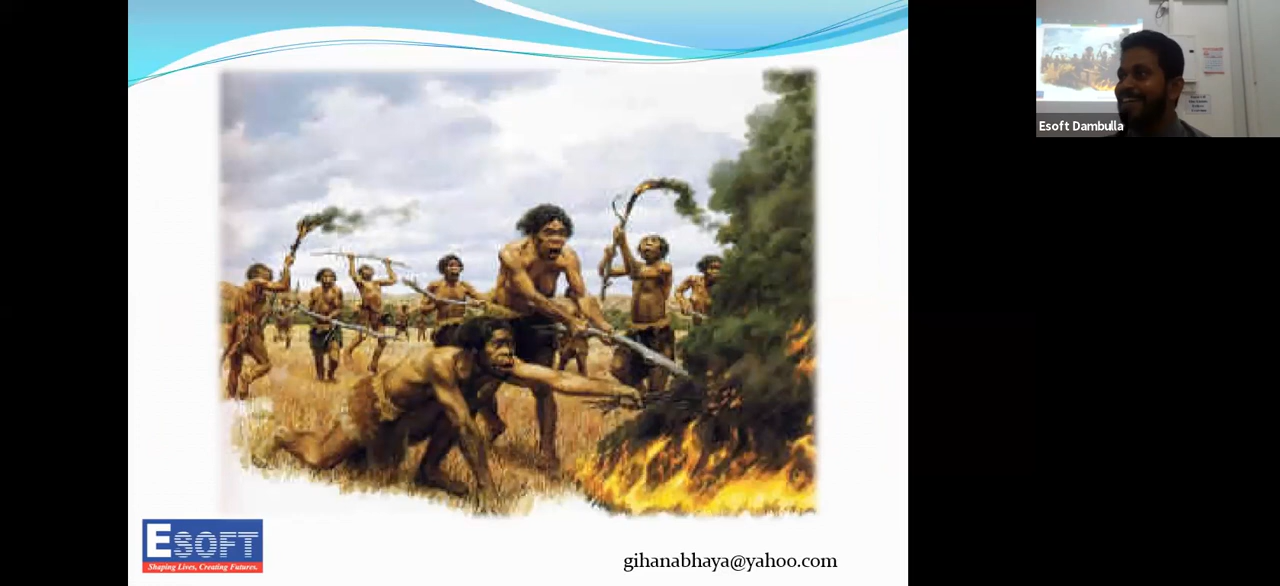 Esoft Dambulla
ESOFT
Shaping Lives, Creating Futures.
gihanabhaya@yahoo.com